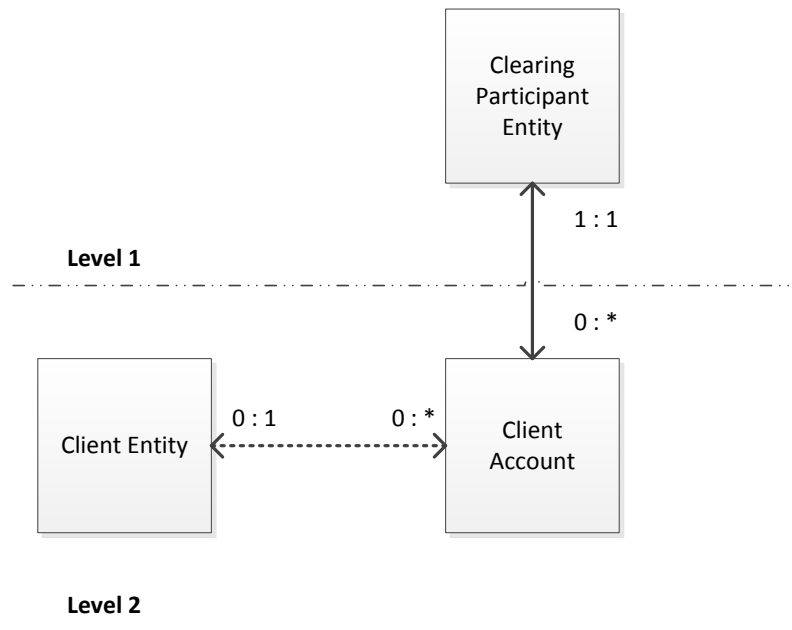 Clearing
Participant
Entity
1 : 1
Level 1
0 : *
0 : 1
0 : *
Client Entity
Client
Account
Level 2